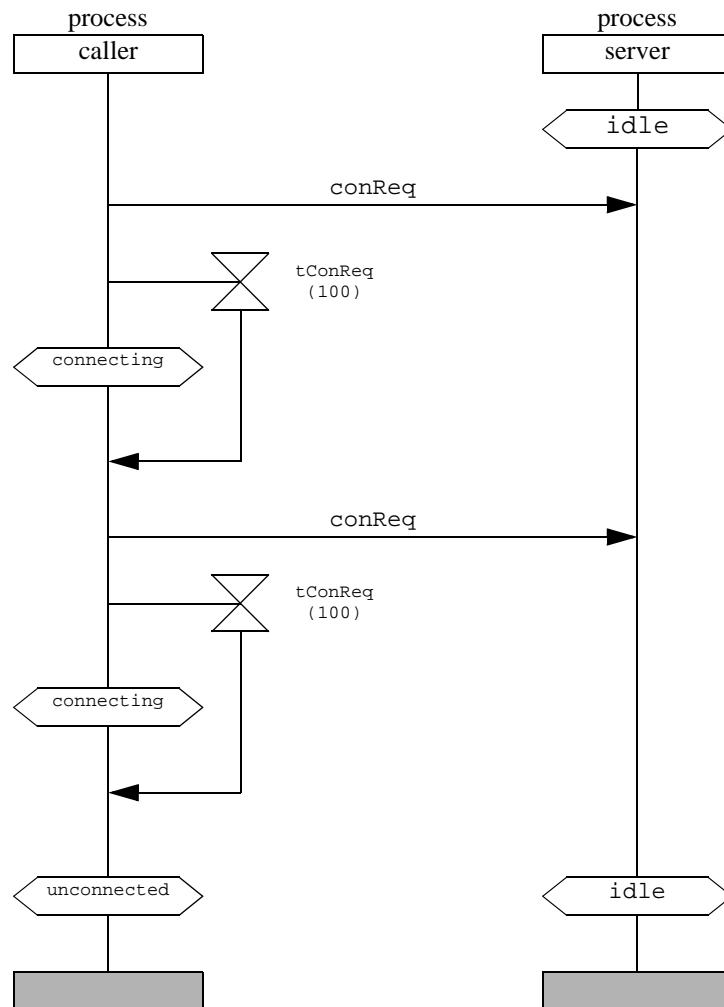 process
process
caller
server
idle
conReq
tConReq
(100)
connecting
conReq
tConReq
(100)
connecting
unconnected
idle